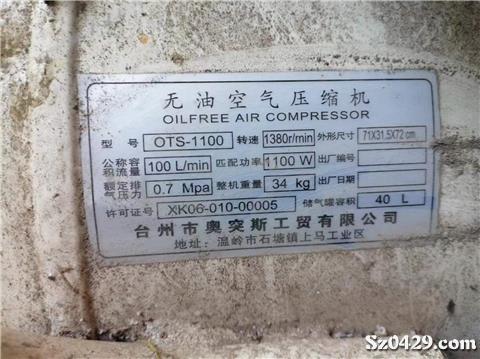 无油空气压缩机
OILFREE AIR COMPRESSOR
型号 OTS-1100 转速 1380r/min 外形尺寸 71X31.5X72 cm
公称容积流量 100 L/min 匹配功率 1100 W 出厂编号
额定排气压力 0.7 Mpa 整机重量 34 kg 出厂日期
许可证号 XK06-010-00005 储气罐容积 40 L
台州市奥突斯工贸有限公司
地址：温岭市石塘镇上马工业区
Sz0429.com